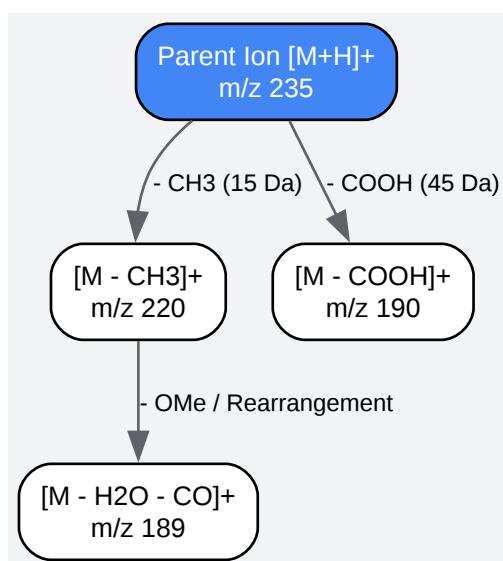 Parent Ion [M+H]+
m/z 235
- CH3 (15 Da)
- COOH (45 Da)
[M - CH3]+
m/z 220
[M - COOH]+
m/z 190
- OMe / Rearrangement
[M - H2O - CO]+
m/z 189